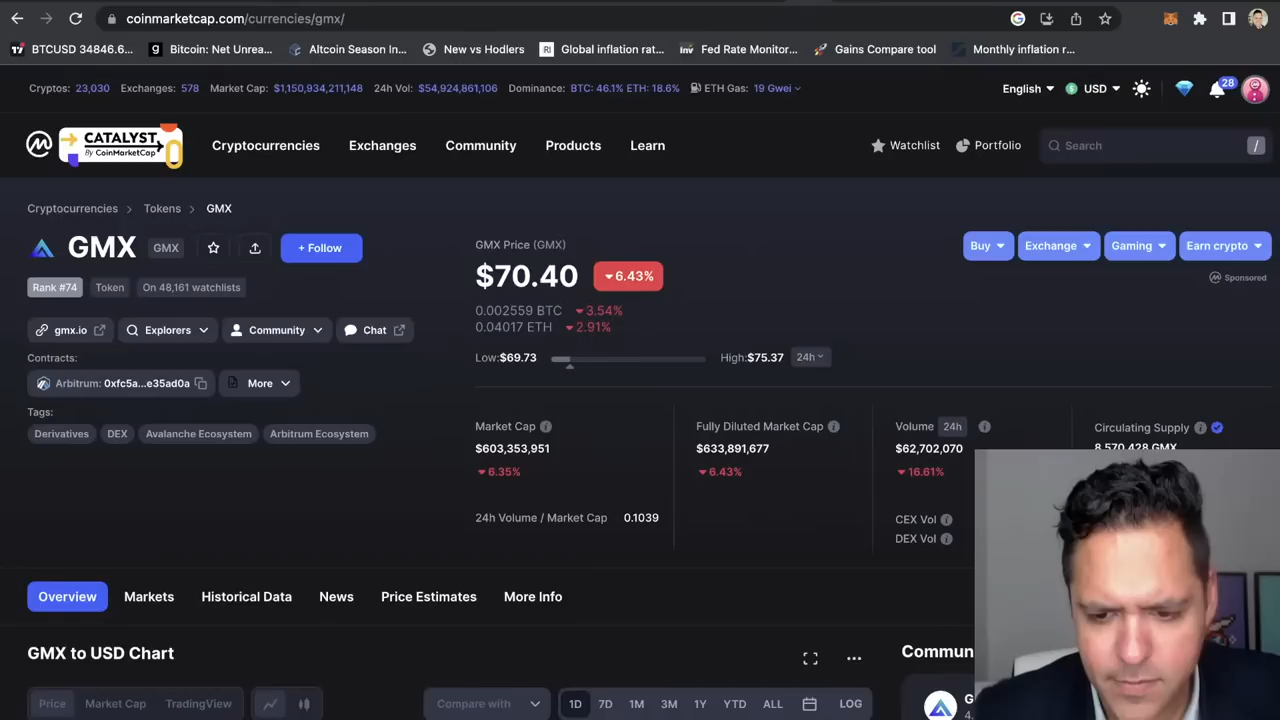 coinmarketcap.com/currencies/gmx/
BTCUSD 34846.6... Bitcoin: Net Unrea... Altcoin Season In... New vs Hodlers Global inflation rat... Fed Rate Monitor... Gains Compare tool Monthly inflation r...
Cryptos: 23,030 Exchanges: 578 Market Cap: $1,150,934,211,148 24h Vol: $54,924,861,106 Dominance: BTC: 46.1% ETH: 18.6% ETH Gas: 19 Gwei English USD 28
CATALYST
By CoinMarketCap
Cryptocurrencies Exchanges Community Products Learn Watchlist Portfolio Search /
Cryptocurrencies > Tokens > GMX
GMX GMX + Follow
Rank #74 Token On 48,161 watchlists
gmx.io Explorers Community Chat
Contracts:
Arbitrum: 0xfc5a...e35ad0a More
Tags:
Derivatives DEX Avalanche Ecosystem Arbitrum Ecosystem
GMX Price (GMX)
$70.40 6.43%
0.002559 BTC 3.54%
0.04017 ETH 2.91%
Low:$69.73 High:$75.37 24h
Buy Exchange Gaming Earn crypto
Sponsored
Market Cap Fully Diluted Market Cap Volume 24h Circulating Supply
$603,353,951 $633,891,677 $62,702,070 8,570,428 GMX
6.35% 6.43% 16.61%
24h Volume / Market Cap 0.1039
CEX Vol
DEX Vol
Overview Markets Historical Data News Price Estimates More Info
GMX to USD Chart
Commun
Price Market Cap TradingView Compare with 1D 7D 1M 3M 1Y YTD ALL LOG